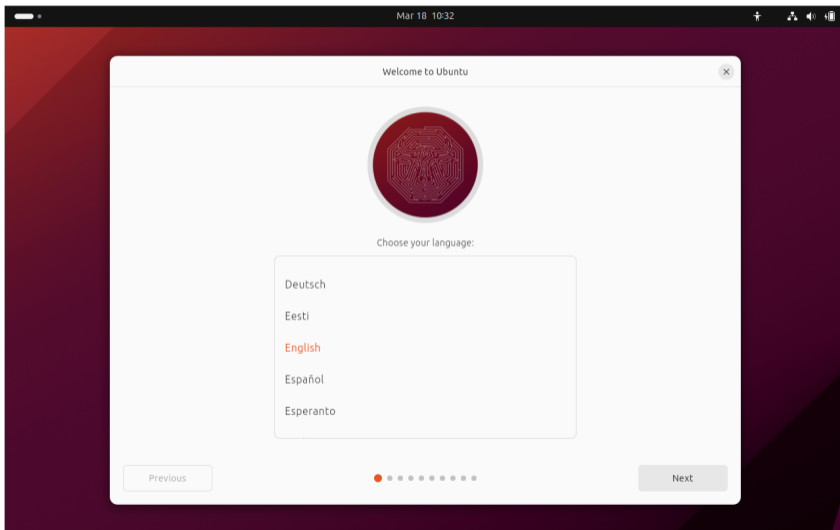 Mar 18 10:32
Welcome to Ubuntu
Choose your language:
Deutsch
Eesti
English
Español
Esperanto
Previous
Next